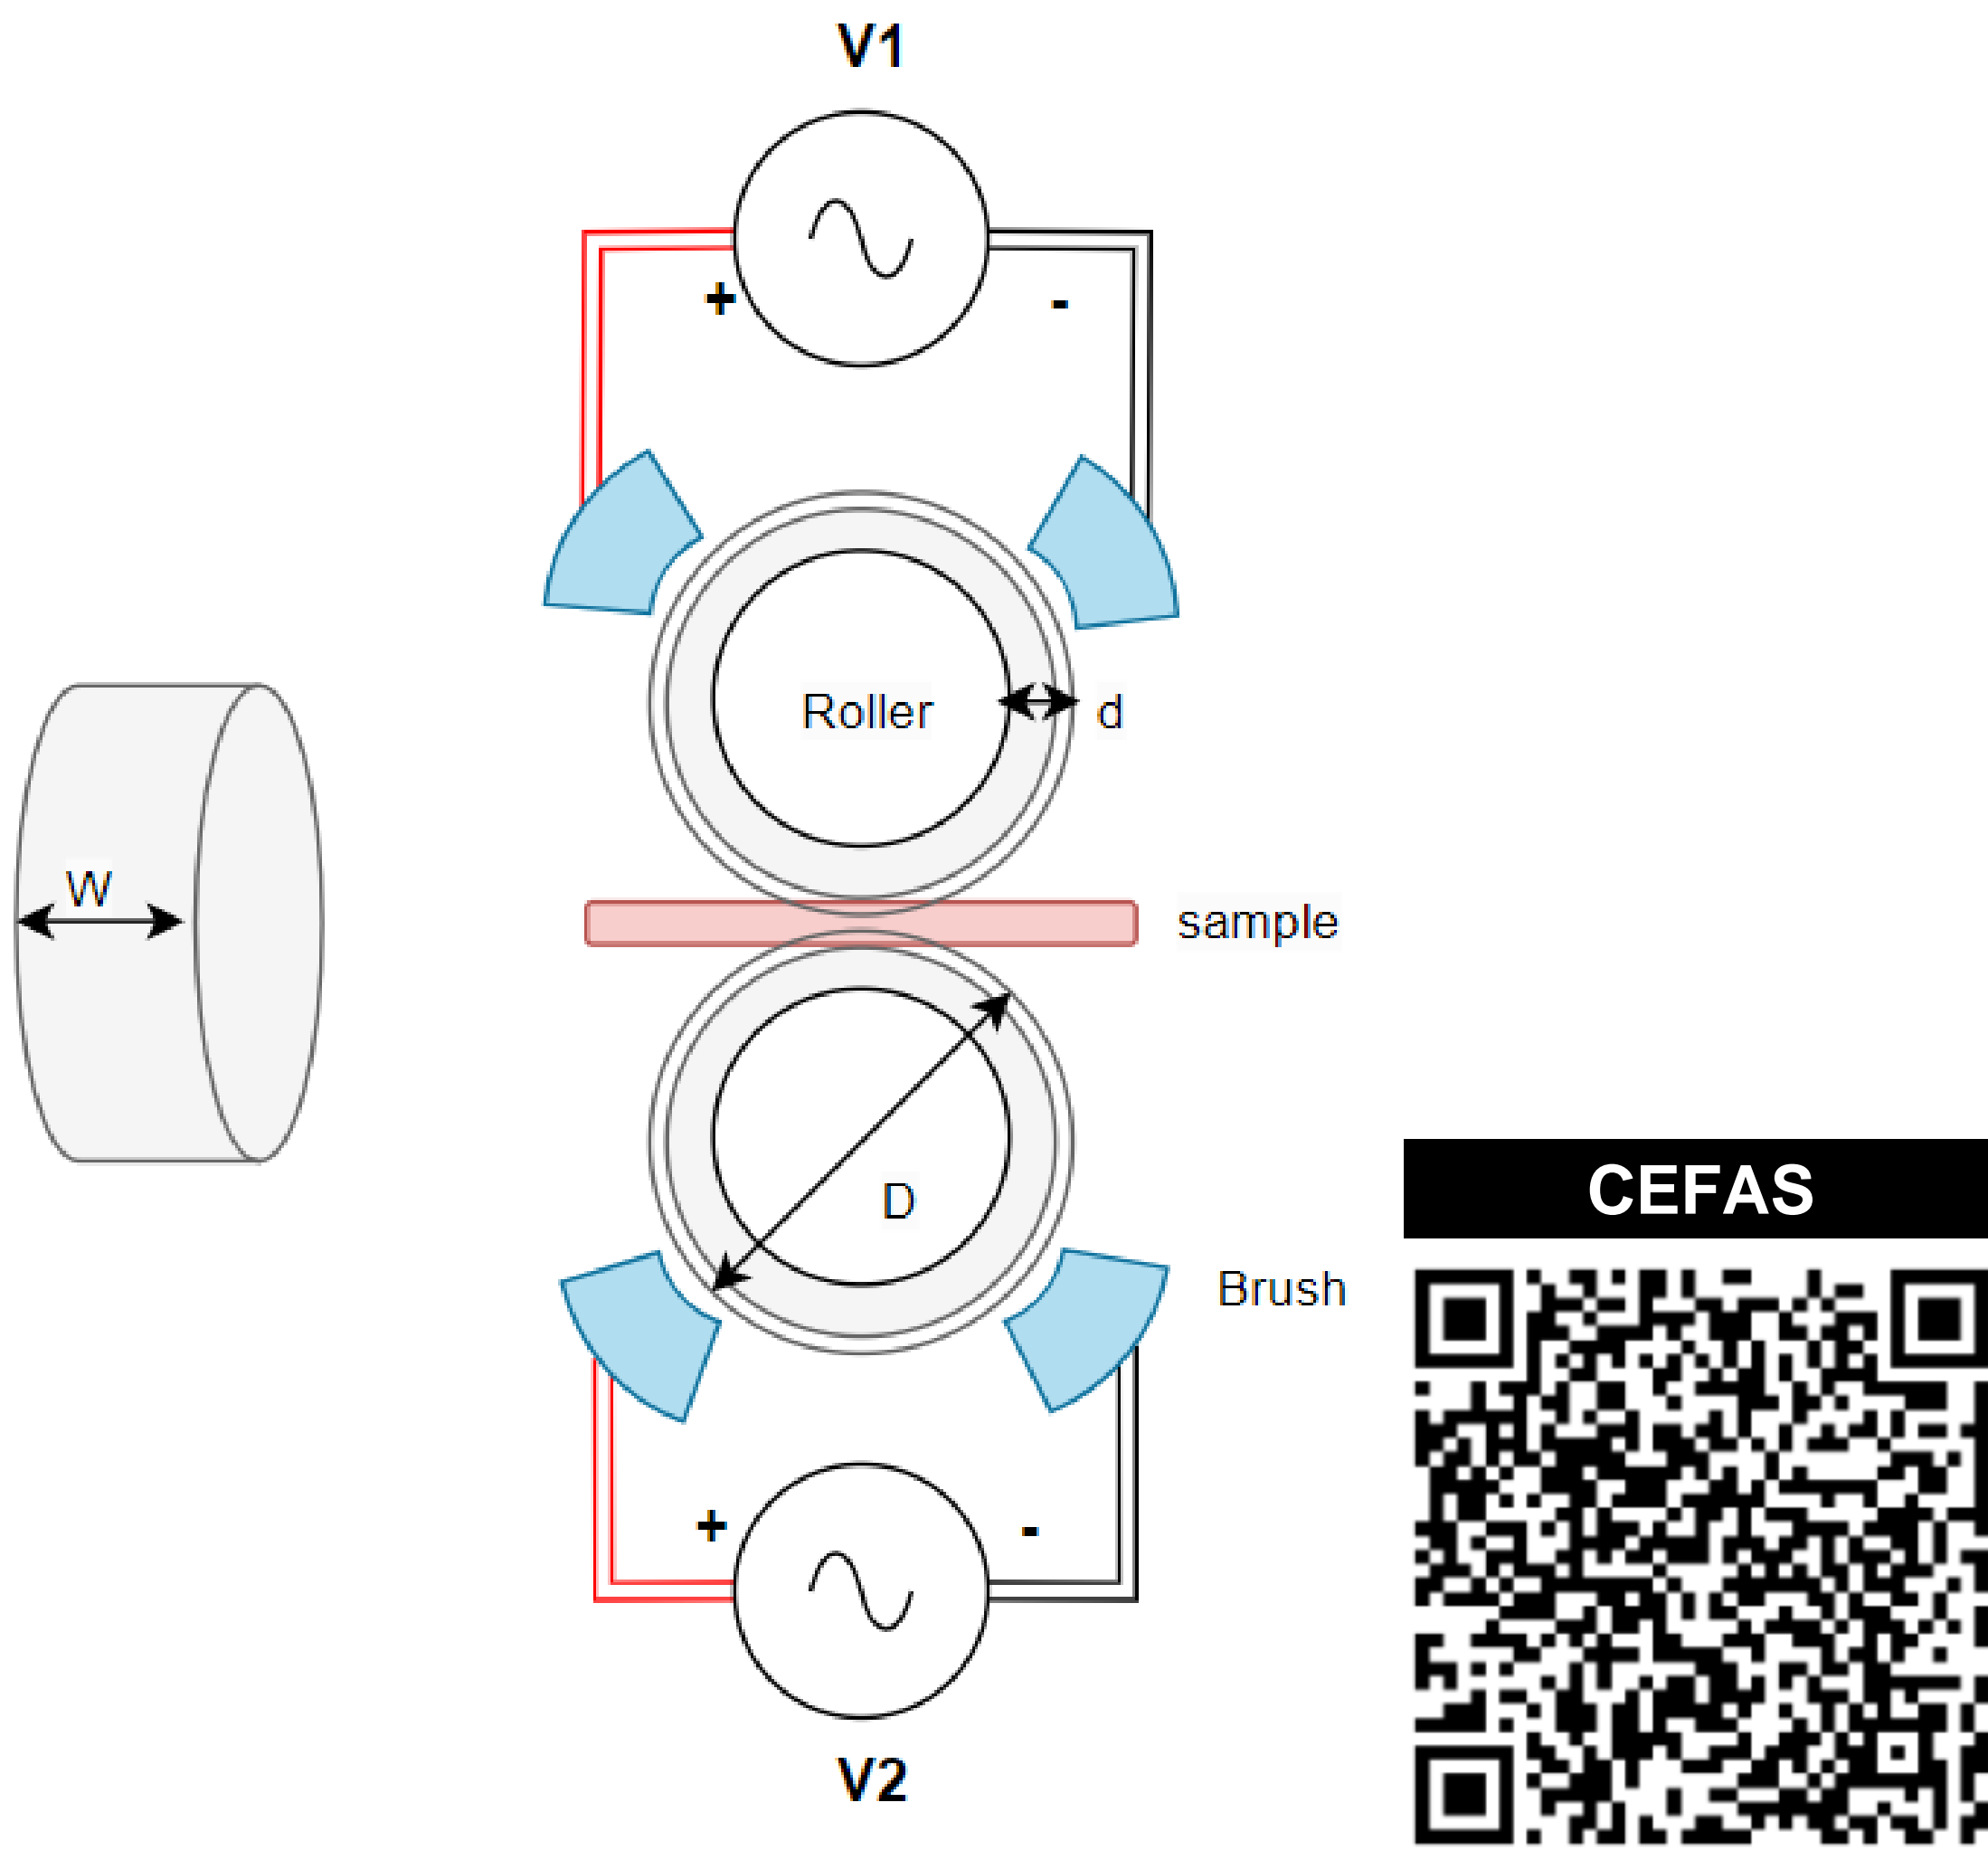 V1
+ -
Roller
d
W
sample
D
CEFAS
Brush
+ -
V2